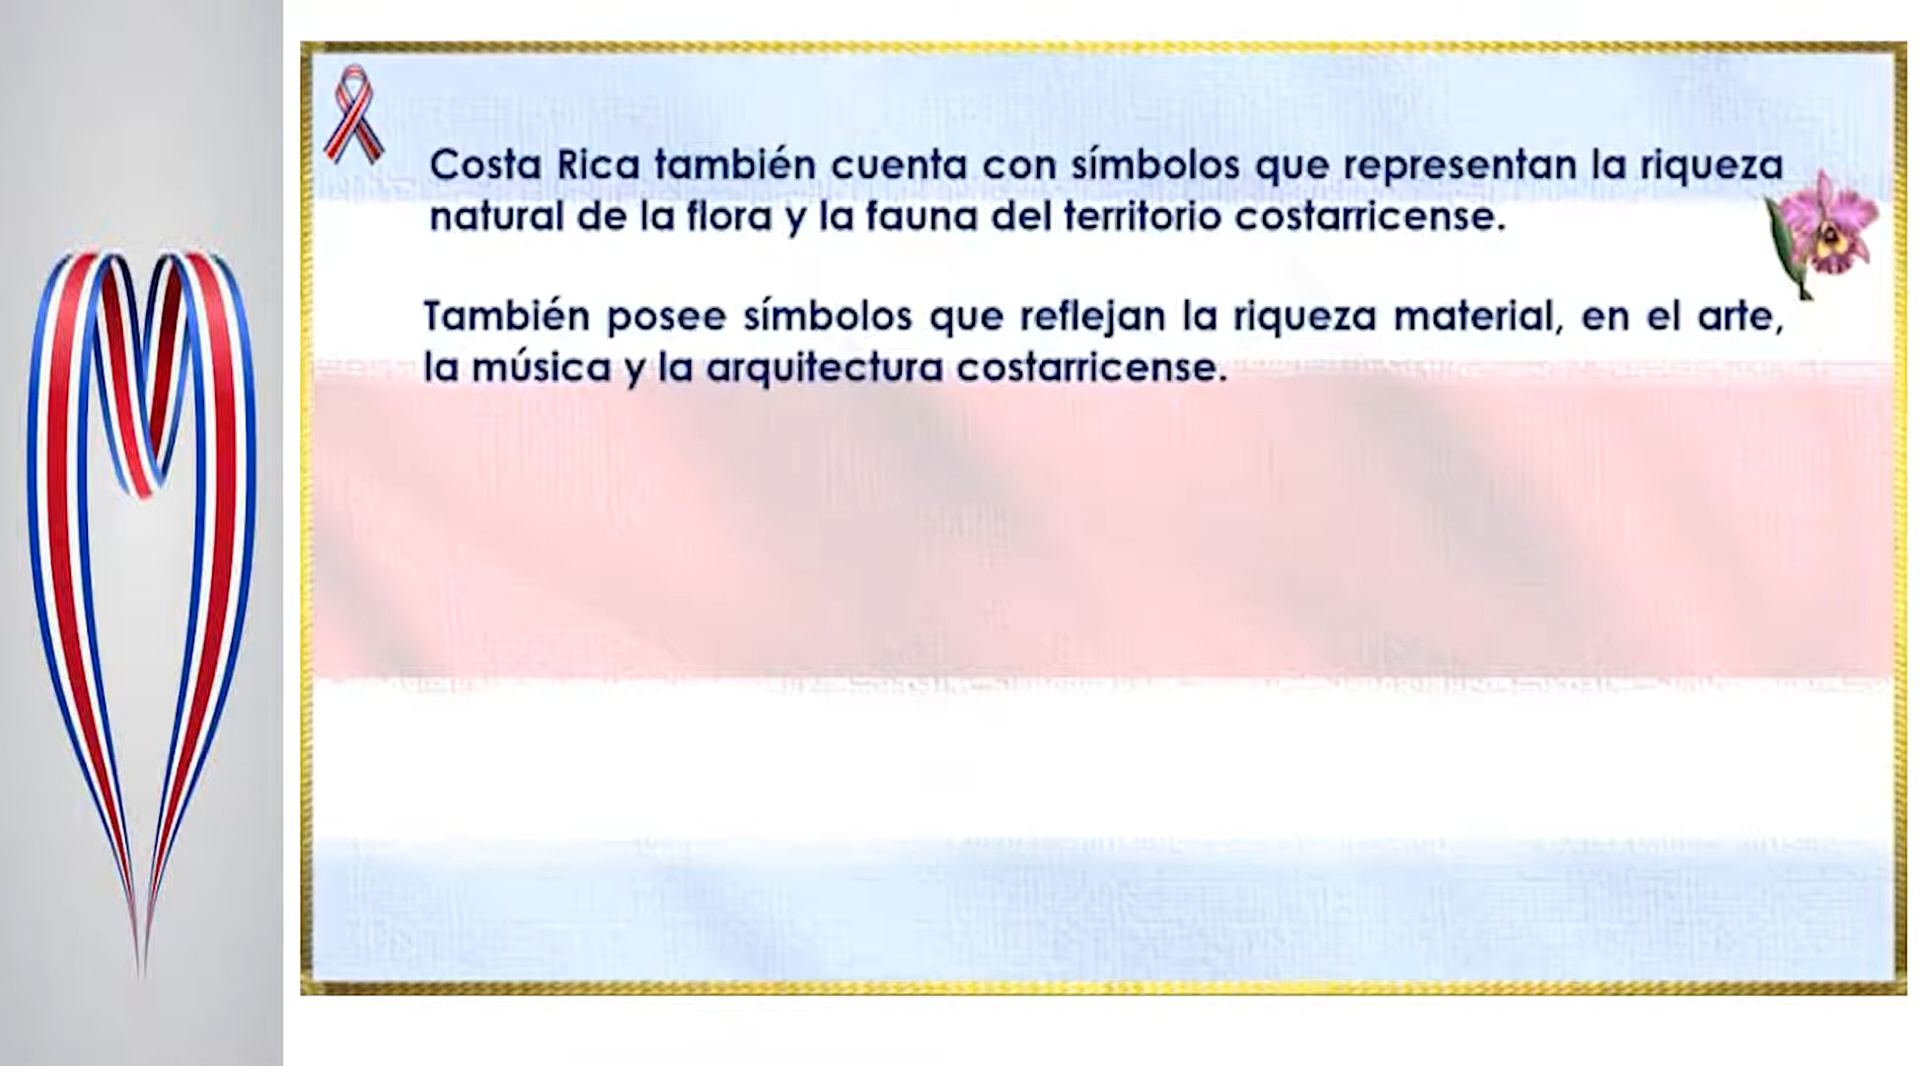 Costa Rica también cuenta con símbolos que representan la riqueza
natural de la flora y la fauna del territorio costarricense.
También posee símbolos que reflejan la riqueza material, en el arte,
la música y la arquitectura costarricense.